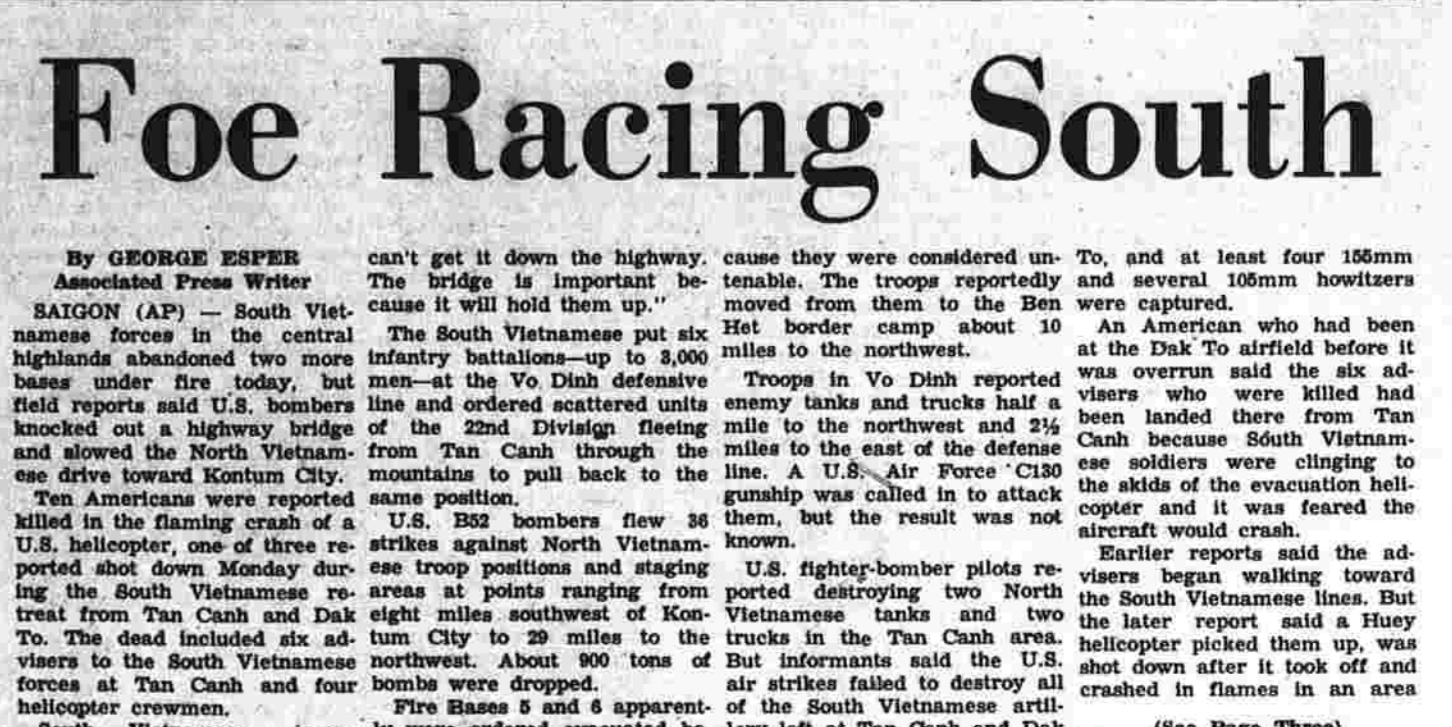 Foe Racing South
By GEORGE ESPER
Associated Press Writer
SAIGON (AP) — South Viet-
namese forces in the central
highlands abandoned two more
bases under fire today, but
field reports said U.S. bombers
knocked out a highway bridge
and slowed the North Vietnam-
ese drive toward Kontum City.
Ten Americans were reported
killed in the flaming crash of a
U.S. helicopter, one of three re-
ported shot down Monday dur-
ing the South Vietnamese re-
treat from Tan Canh and Dak
To. The dead included six ad-
visers to the South Vietnamese
forces at Tan Canh and four
helicopter crewmen.
South Vietnamese
can't get it down the highway.
The bridge is important be-
cause it will hold them up."
The South Vietnamese put six
infantry battalions—up to 3,000
men—at the Vo Dinh defensive
line and ordered scattered units
of the 22nd Division fleeing
from Tan Canh through the
mountains to pull back to the
same position.
U.S. B52 bombers flew 36
strikes against North Vietnam-
ese troop positions and staging
areas at points ranging from
eight miles southwest of Kon-
tum City to 29 miles to the
northwest. About 900 tons of
bombs were dropped.
Fire Bases 5 and 6 apparent-
ly were ordered evacuated be-
cause they were considered un-
tenable. The troops reportedly
moved from them to the Ben
Het border camp about 10
miles to the northwest.
Troops in Vo Dinh reported
enemy tanks and trucks half a
mile to the northwest and 2½
miles to the east of the defense
line. A U.S. Air Force C130
gunship was called in to attack
them, but the result was not
known.
U.S. fighter-bomber pilots re-
ported destroying two North
Vietnamese tanks and two
trucks in the Tan Canh area.
But informants said the U.S.
air strikes failed to destroy all
of the South Vietnamese artil-
lery left at Tan Canh and Dak
To, and at least four 155mm
and several 105mm howitzers
were captured.
An American who had been
at the Dak To airfield before it
was overrun said the six ad-
visers who were killed had
been landed there from Tan
Canh because South Vietnam-
ese soldiers were clinging to
the skids of the evacuation heli-
copter and it was feared the
aircraft would crash.
Earlier reports said the ad-
visers began walking toward
the South Vietnamese lines. But
the later report said a Huey
helicopter picked them up, was
shot down after it took off and
crashed in flames in an area
(See Page Three)